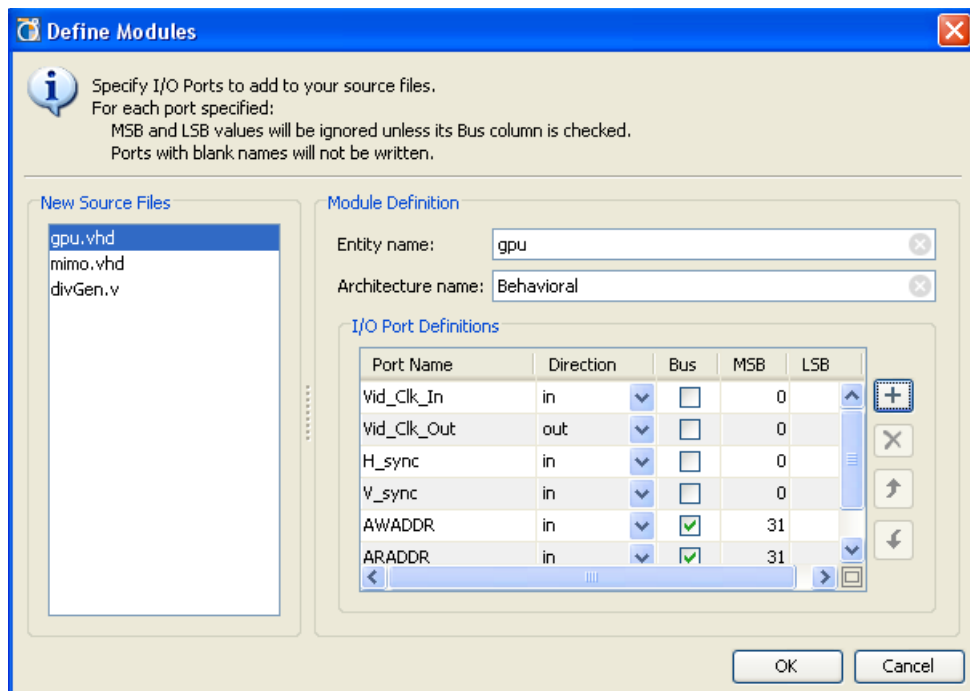 Define Modules
Specify I/O Ports to add to your source files.
For each port specified:
MSB and LSB values will be ignored unless its Bus column is checked.
Ports with blank names will not be written.
New Source Files
gpu.vhd
mimo.vhd
divGen.v
Module Definition
Entity name: gpu
Architecture name: Behavioral
I/O Port Definitions
Port Name Direction Bus MSB LSB
Vid_Clk_In in 0
Vid_Clk_Out out 0
H_sync in 0
V_sync in 0
AWADDR in 31
ARADDR in 31
OK Cancel